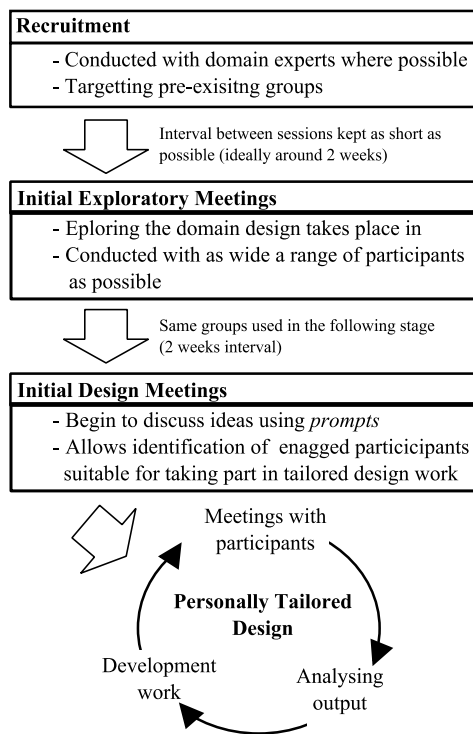 Recruitment
- Conducted with domain experts where possible
- Targetting pre-exisitng groups
Interval between sessions kept as short as
possible (ideally around 2 weeks)
Initial Exploratory Meetings
- Eploring the domain design takes place in
- Conducted with as wide a range of participants
as possible
Same groups used in the following stage
(2 weeks interval)
Initial Design Meetings
- Begin to discuss ideas using prompts
- Allows identification of enagged particicipants
suitable for taking part in tailored design work
Meetings with
participants
Personally Tailored
Design
Analysing
output
Development
work